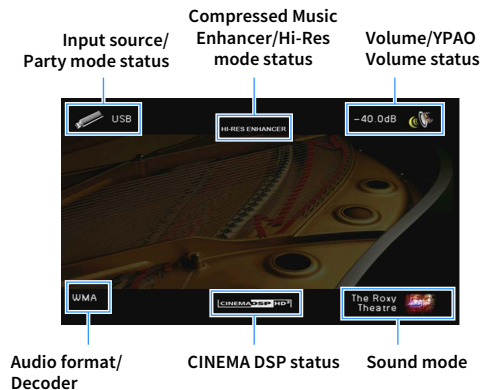 Input source/
Party mode status
Compressed Music
Enhancer/Hi-Res
mode status
Volume/YPAO
Volume status
USB
HI-RES ENHANCER
-40.0dB
WMA
CINEMA DSP HD³
The Roxy
Theatre
Audio format/
Decoder
CINEMA DSP status
Sound mode